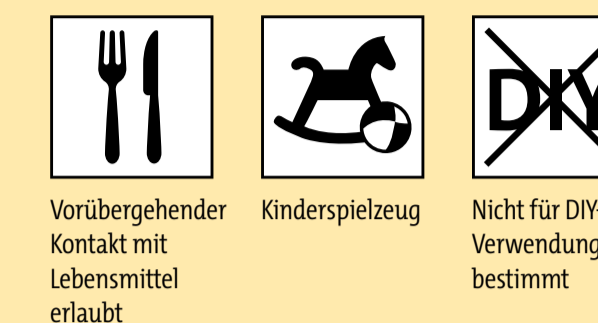 DIY
Vorübergehender
Kontakt mit
Lebensmittel
erlaubt
Kinderspielzeug
Nicht für DIY-
Verwendung
bestimmt